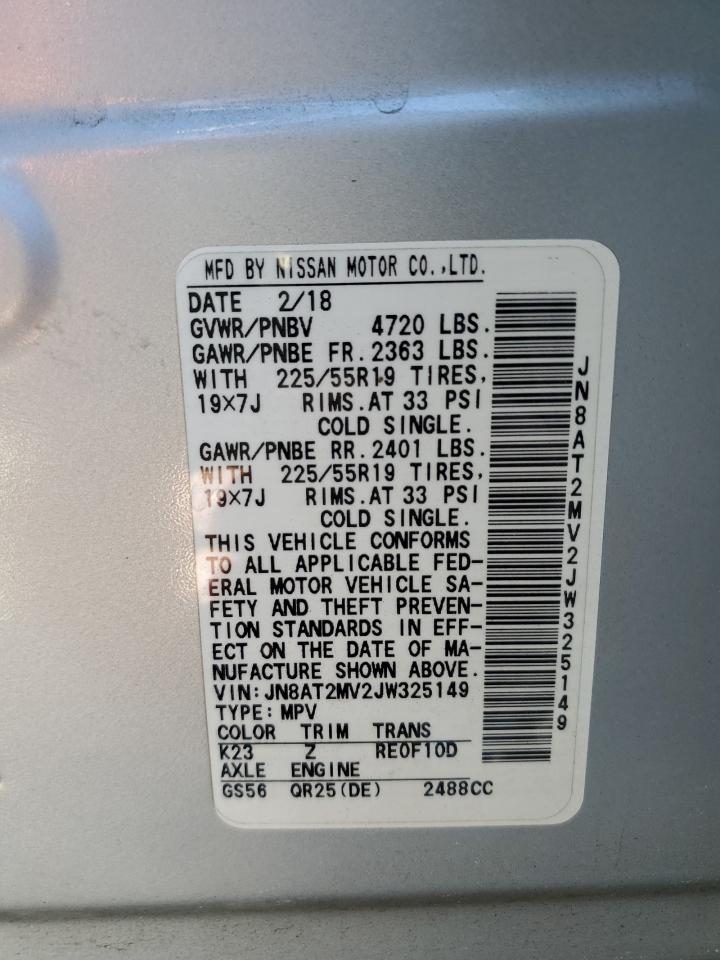 MFD BY NISSAN MOTOR CO.,LTD.
DATE 2/18
GVWR/PNBV 4720 LBS.
GAWR/PNBE FR.2363 LBS.
WITH 225/55R19 TIRES,
19×7J RIMS.AT 33 PSI
COLD SINGLE.
GAWR/PNBE RR.2401 LBS.
WITH 225/55R19 TIRES,
19×7J RIMS.AT 33 PSI
COLD SINGLE.
THIS VEHICLE CONFORMS
TO ALL APPLICABLE FED-
ERAL MOTOR VEHICLE SA-
FETY AND THEFT PREVEN-
TION STANDARDS IN EFF-
ECT ON THE DATE OF MA-
NUFACTURE SHOWN ABOVE.
VIN:JN8AT2MV2JW325149
TYPE:MPV
COLOR TRIM TRANS
K23 Z RE0F10D
AXLE ENGINE
GS56 QR25(DE) 2488CC
JN8AT2MV2JW325149